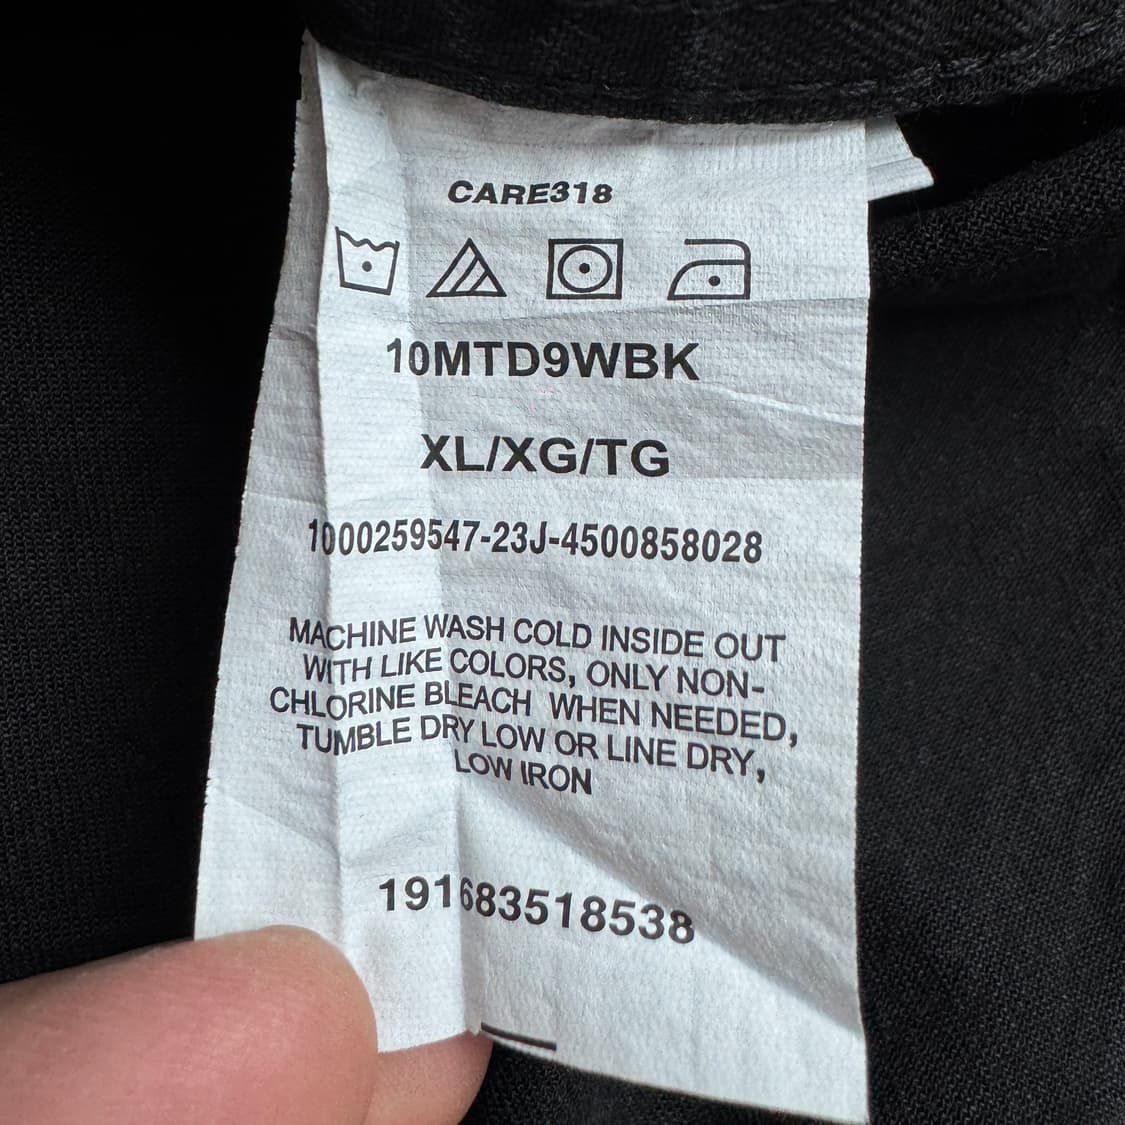 CARE318
10MTD9WBK
XL/XG/TG
1000259547-23J-4500858028
MACHINE WASH COLD INSIDE OUT
WITH LIKE COLORS, ONLY NON-
CHLORINE BLEACH WHEN NEEDED,
TUMBLE DRY LOW OR LINE DRY,
LOW IRON
191683518538